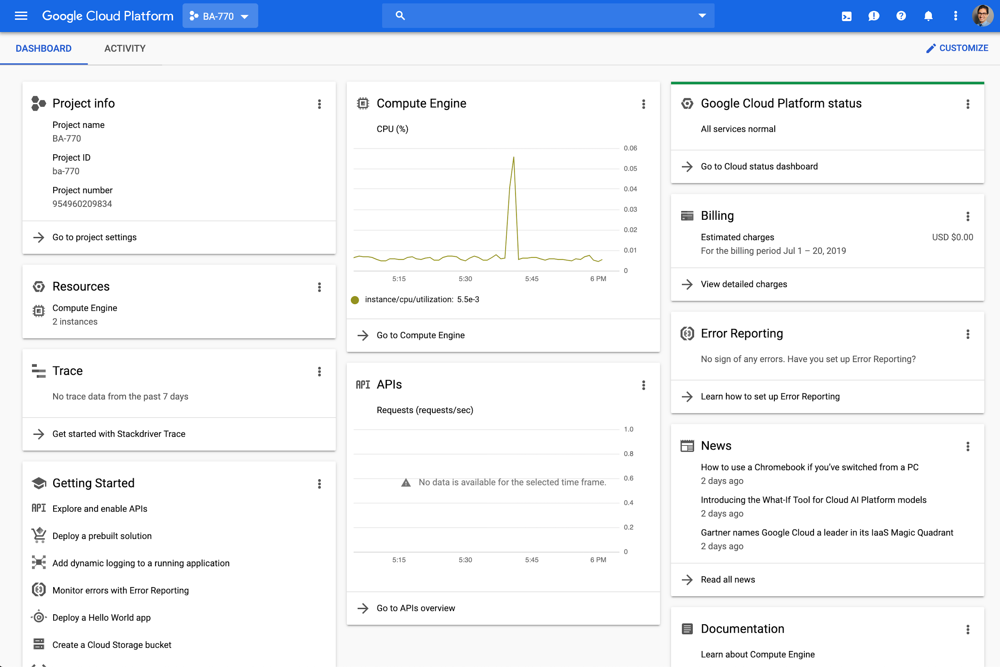 Google Cloud Platform
BA-770
DASHBOARD
ACTIVITY
CUSTOMIZE
Project info
Project name
BA-770
Project ID
ba-770
Project number
954960209834
Go to project settings
Resources
Compute Engine
2 instances
Trace
No trace data from the past 7 days
Get started with Stackdriver Trace
Getting Started
API Explore and enable APIs
Deploy a prebuilt solution
Add dynamic logging to a running application
Monitor errors with Error Reporting
Deploy a Hello World app
Create a Cloud Storage bucket
Compute Engine
CPU (%)
0.06
0.05
0.04
0.03
0.02
0.01
0
5:15 5:30 5:45 6 PM
instance/cpu/utilization: 5.5e-3
Go to Compute Engine
API APIs
Requests (requests/sec)
1.0
0.8
0.6
No data is available for the selected time frame.
0.4
0.2
0
5:15 5:30 5:45 6 PM
Go to APIs overview
Google Cloud Platform status
All services normal
Go to Cloud status dashboard
Billing
Estimated charges USD $0.00
For the billing period Jul 1 – 20, 2019
View detailed charges
Error Reporting
No sign of any errors. Have you set up Error Reporting?
Learn how to set up Error Reporting
News
How to use a Chromebook if you’ve switched from a PC
2 days ago
Introducing the What-If Tool for Cloud AI Platform models
2 days ago
Gartner names Google Cloud a leader in its IaaS Magic Quadrant
2 days ago
Read all news
Documentation
Learn about Compute Engine